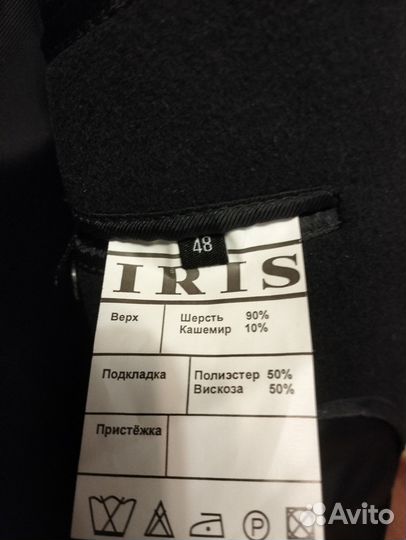 48
IRIS
Верх Шерсть 90%
Кашемир 10%
Подкладка Полиэстер 50%
Вискоза 50%
Пристёжка
P
Avito